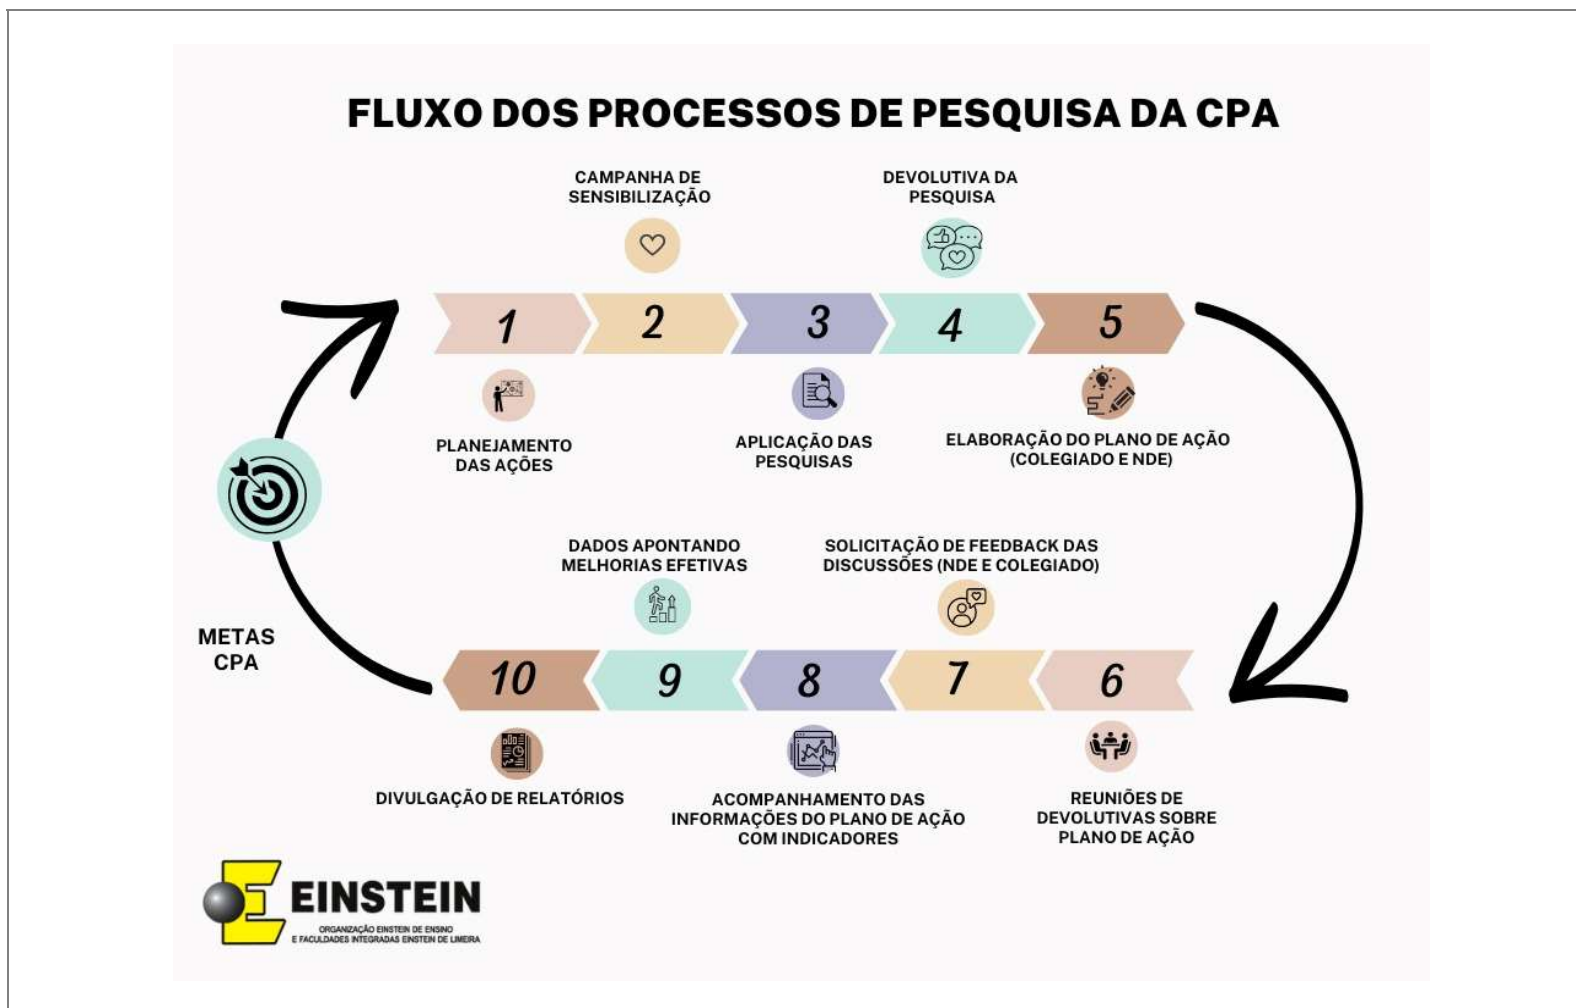 FLUXO DOS PROCESSOS DE PESQUISA DA CPA
CAMPANHA DE
SENSIBILIZAÇÃO
DEVOLUTIVA DA
PESQUISA
1
2
3
4
5
PLANEJAMENTO
DAS AÇÕES
APLICAÇÃO DAS
PESQUISAS
ELABORAÇÃO DO PLANO DE AÇÃO
(COLEGIADO E NDE)
DADOS APONTANDO
MELHORIAS EFETIVAS
SOLICITAÇÃO DE FEEDBACK DAS
DISCUSSÕES (NDE E COLEGIADO)
METAS
CPA
10
9
8
7
6
DIVULGAÇÃO DE RELATÓRIOS
ACOMPANHAMENTO DAS
INFORMAÇÕES DO PLANO DE AÇÃO
COM INDICADORES
REUNIÕES DE
DEVOLUTIVAS SOBRE
PLANO DE AÇÃO
E EINSTEIN
ORGANIZAÇÃO EINSTEIN DE ENSINO
E FACULDADES INTEGRADAS EINSTEIN DE LIMEIRA